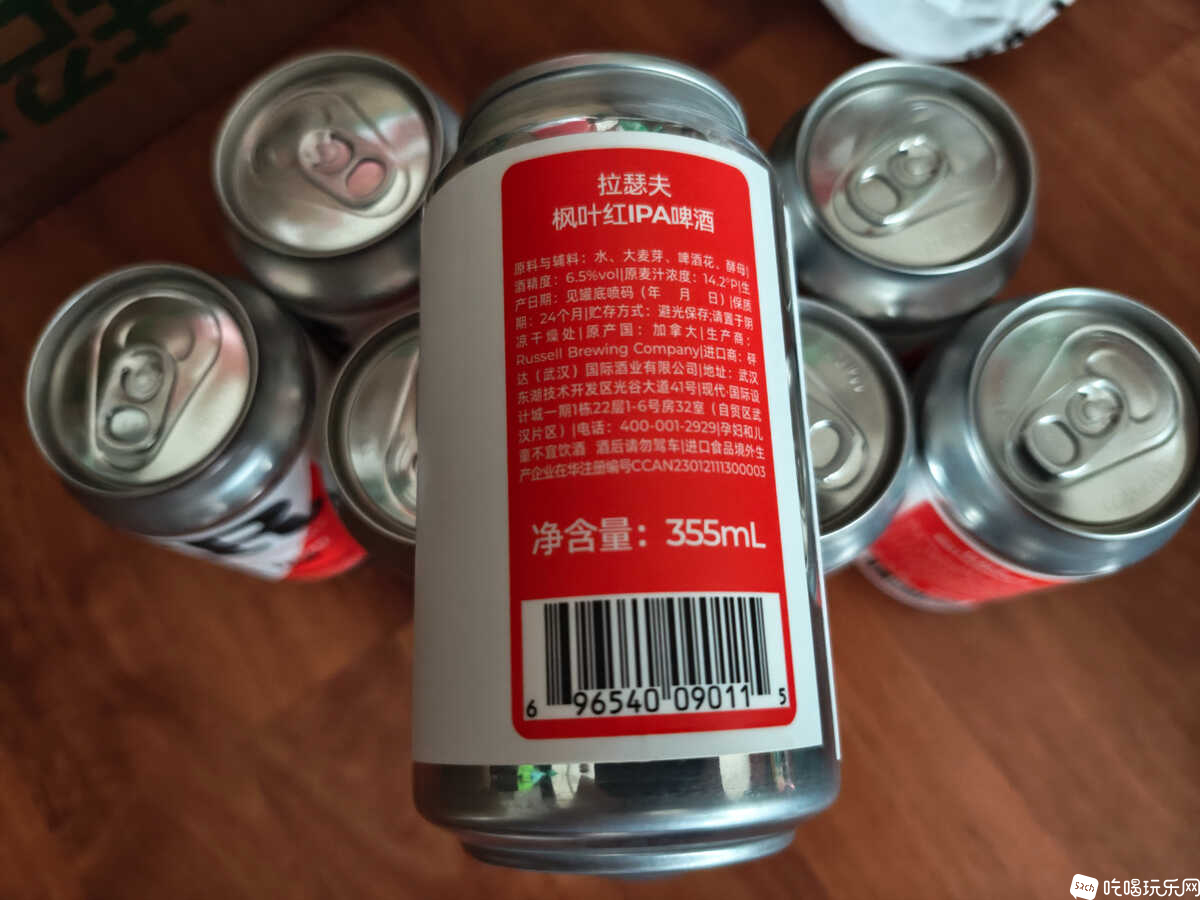 拉瑟夫
枫叶红IPA啤酒
原料与辅料：水、大麦芽、啤酒花、酵母|
酒精度：6.5%vol|原麦汁浓度：14.2°P|生
产日期：见罐底喷码（年 月 日）|保质
期：24个月|贮存方式：避光保存;请置于阴
凉干燥处|原产国：加拿大|生产商：
Russell Brewing Company|进口商：砰
达（武汉）国际酒业有限公司|地址：武汉
东湖技术开发区光谷大道41号|现代·国际设
计城一期1栋22层1-6号房32室（自贸区武
汉片区）|电话：400-001-2929|孕妇和儿
童不宜饮酒 酒后请勿驾车|进口食品境外生
产企业在华注册编号CCAN23012111300003
净含量：355mL
6 96540 09011 5
5ach 吃喝玩乐网